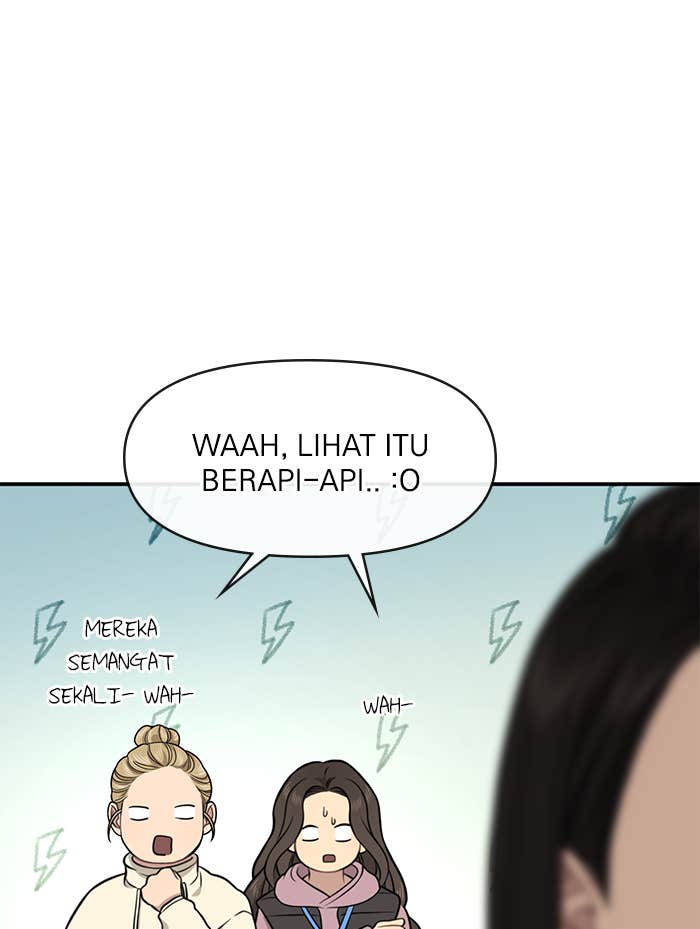 WAAH, LIHAT ITU
BERAPI-API.. :O
MEREKA
SEMANGAT
SEKALI- WAH-
WAH-